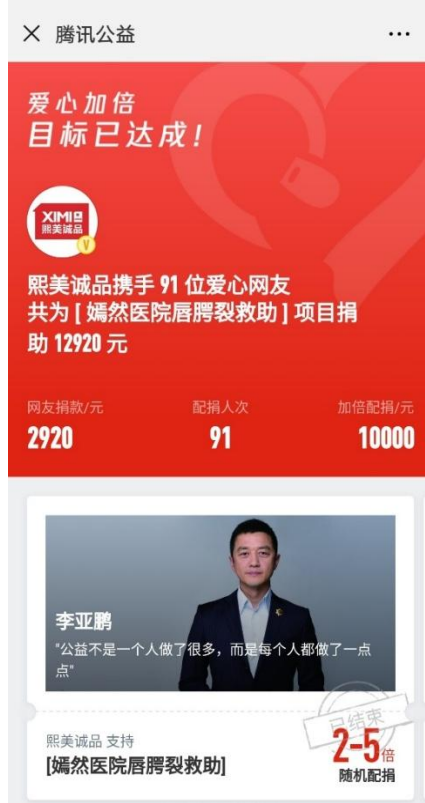 腾讯公益
爱心加倍
目标已达成!
XIMI
熙美诚品
V
熙美诚品携手 91 位爱心网友
共为 [ 嫣然医院唇腭裂救助 ] 项目捐
助 12920 元
网友捐款/元
配捐人次
加倍配捐/元
2920
91
10000
李亚鹏
"公益不是一个人做了很多，而是每个人都做了一点
点"
已结束
熙美诚品 支持
2-5倍
[嫣然医院唇腭裂救助]
随机配捐